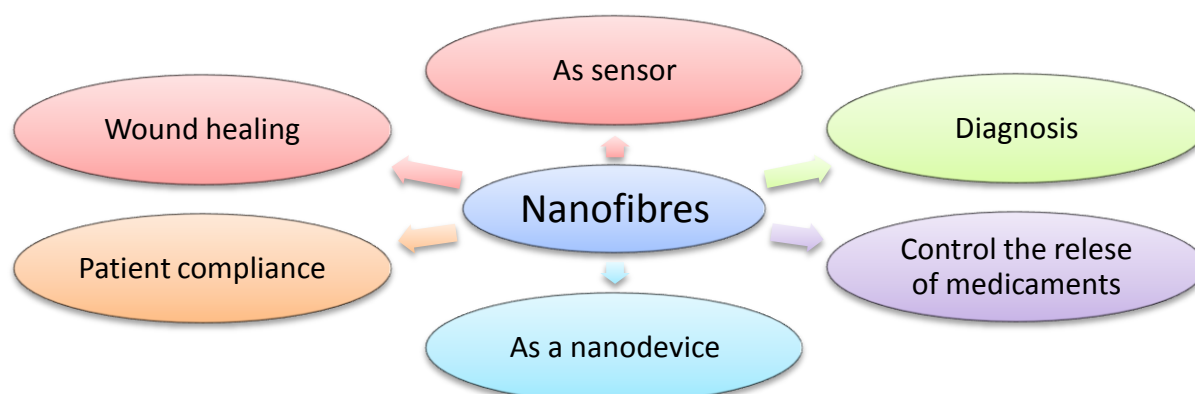 As sensor
Wound healing
Diagnosis
Nanofibres
Patient compliance
Control the relese
of medicaments
As a nanodevice